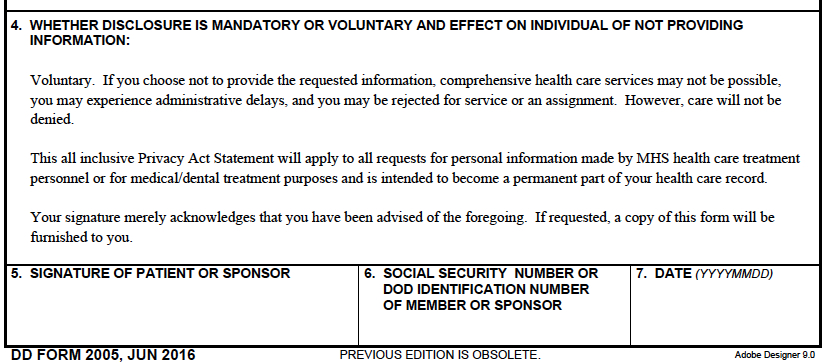 4. WHETHER DISCLOSURE IS MANDATORY OR VOLUNTARY AND EFFECT ON INDIVIDUAL OF NOT PROVIDING
INFORMATION:
Voluntary. If you choose not to provide the requested information, comprehensive health care services may not be possible,
you may experience administrative delays, and you may be rejected for service or an assignment. However, care will not be
denied.
This all inclusive Privacy Act Statement will apply to all requests for personal information made by MHS health care treatment
personnel or for medical/dental treatment purposes and is intended to become a permanent part of your health care record.
Your signature merely acknowledges that you have been advised of the foregoing. If requested, a copy of this form will be
furnished to you.
5. SIGNATURE OF PATIENT OR SPONSOR
6. SOCIAL SECURITY NUMBER OR
DOD IDENTIFICATION NUMBER
OF MEMBER OR SPONSOR
7. DATE (YYYYMMDD)
DD FORM 2005, JUN 2016
PREVIOUS EDITION IS OBSOLETE.
Adobe Designer 9.0